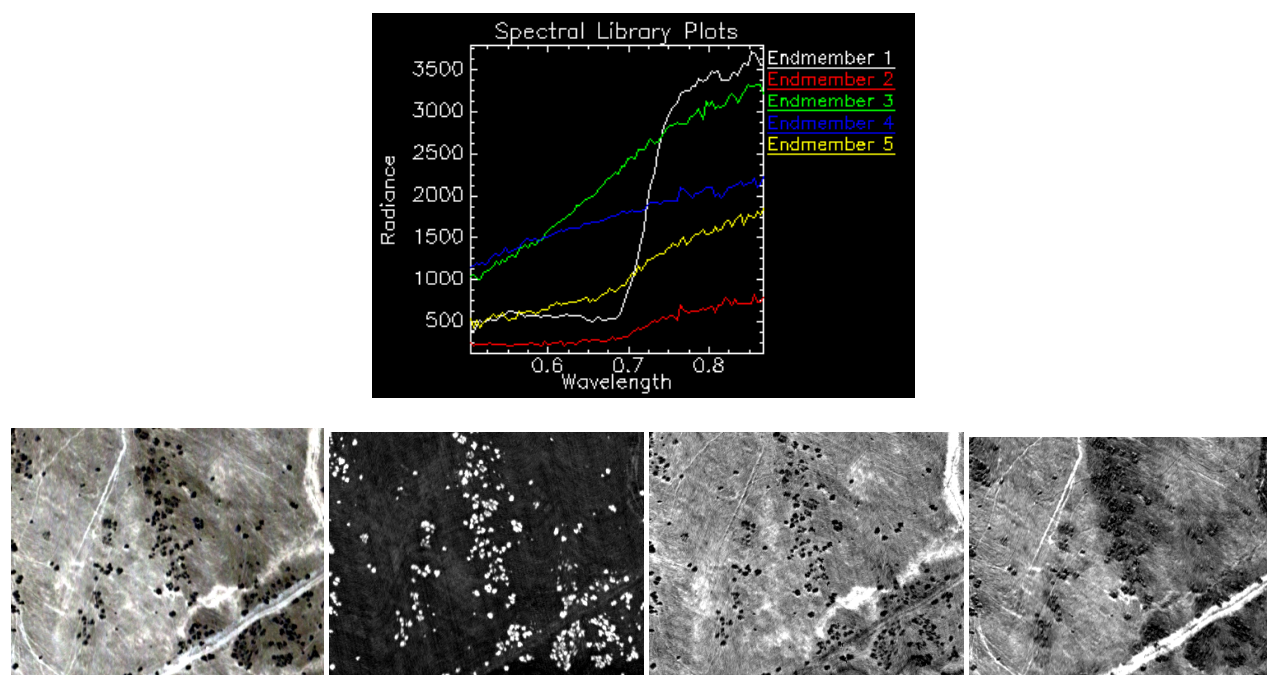 Spectral Library Plots
Endmember 1
Endmember 2
Endmember 3
Endmember 4
Endmember 5
3500
3000
2500
2000
1500
1000
500
Radiance
0.6 0.7 0.8
Wavelength